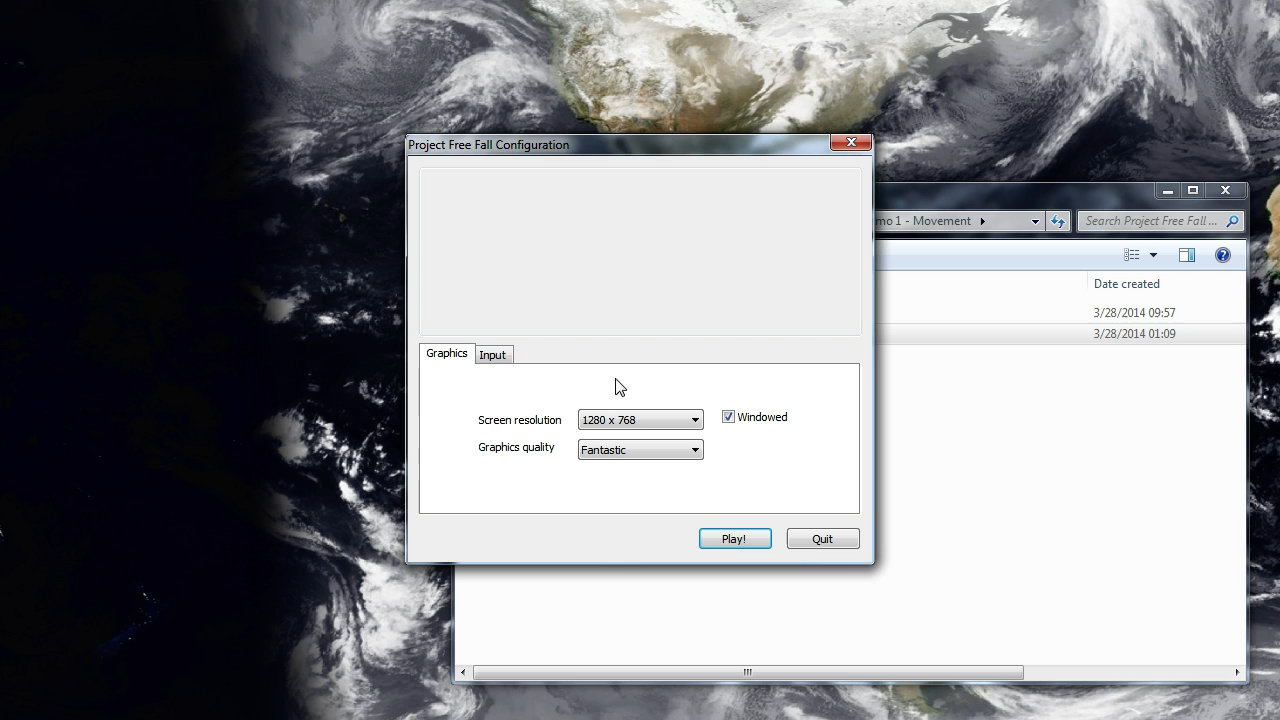 Project Free Fall Configuration
mo 1 - Movement
Search Project Free Fall ...
Date created
3/28/2014 09:57
3/28/2014 01:09
Graphics
Input
Screen resolution
1280 x 768
Windowed
Graphics quality
Fantastic
Play!
Quit